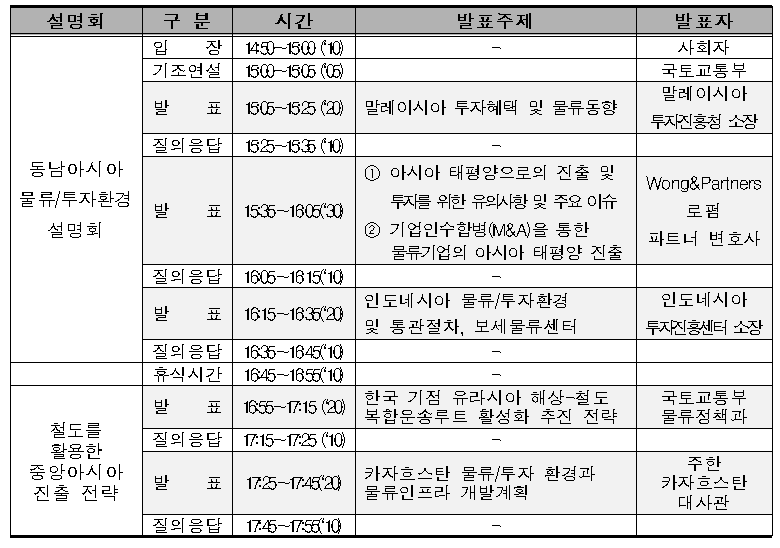 설명회 구 분 시간 발표주제 발표자
입 장 14:50~15:00 ('10) - 사회자
기조연설 15:00~15:05 ('05) 국토교통부
동남아시아
물류/투자환경
설명회
발 표 15:05~15:25 ('20) 말레이시아 투자혜택 및 물류동향
말레이시아
투자진흥청 소장
질의응답 15:25~15:35 ('10) -
발 표 15:35~16:05('30)
① 아시아 태평양으로의 진출 및
투자를 위한 유의사항 및 주요 이슈
② 기업인수합병(M&A)을 통한
물류기업의 아시아 태평양 진출
Wong&Partners
로펌
파트너 변호사
질의응답 16:05~16:15('10) -
발 표 16:15~16:35('20)
인도네시아 물류/투자환경
및 통관절차, 보세물류센터
인도네시아
투자진흥센터 소장
질의응답 16:35~16:45('10) -
휴식시간 16:45~16:55('10) -
철도를
활용한
중앙아시아
진출 전략
발 표 16:55~17:15 ('20)
한국 기점 유라시아 해상-철도
복합운송루트 활성화 추진 전략
국토교통부
물류정책과
질의응답 17:15~17:25 ('10) -
발 표 17:25~17:45('20)
카자흐스탄 물류/투자 환경과
물류인프라 개발계획
주한
카자흐스탄
대사관
질의응답 17:45~17:55('10) -